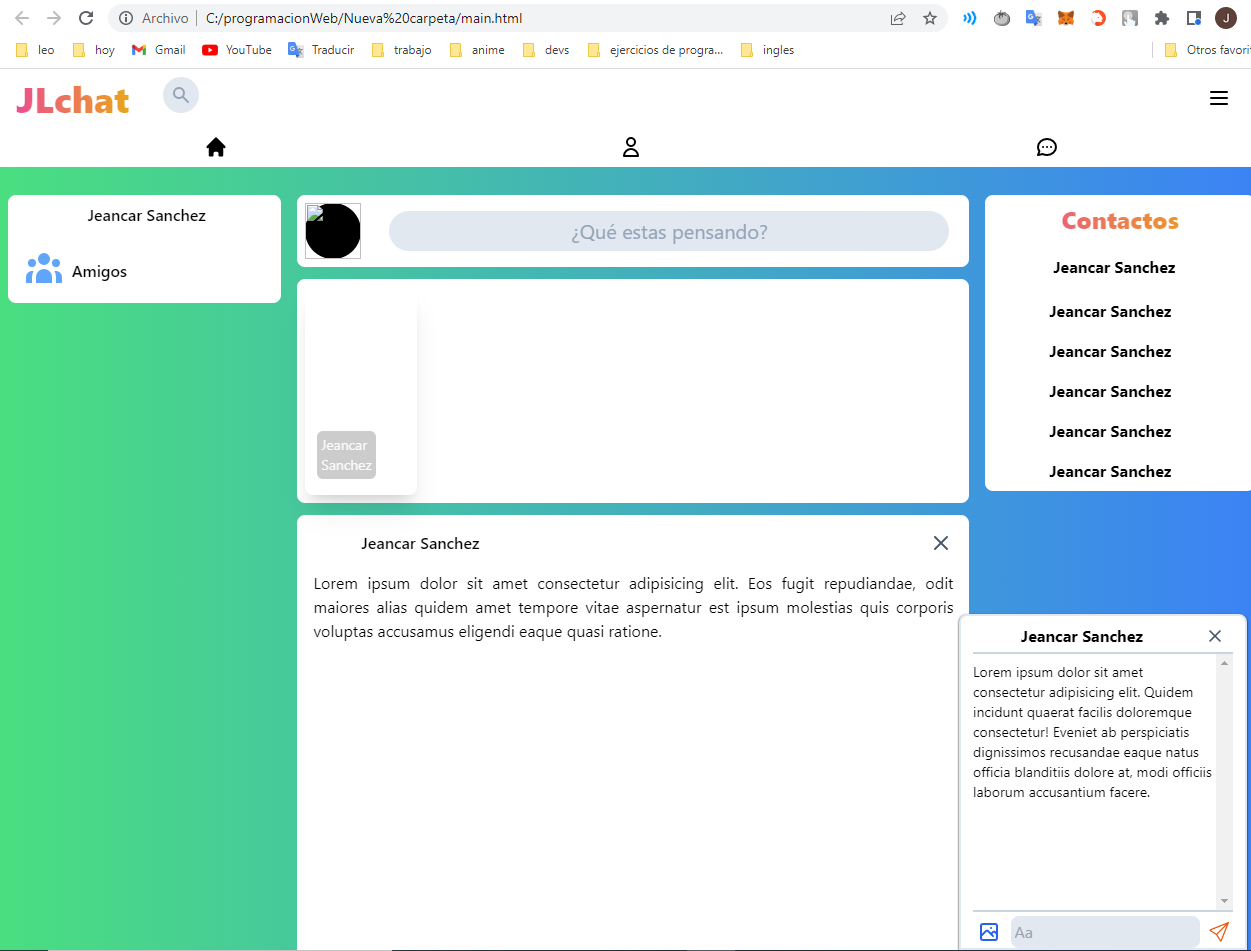 Archivo | C:/programacionWeb/Nueva%20carpeta/main.html
J
leo hoy Gmail YouTube Traducir trabajo anime devs ejercicios de progra... ingles Otros favori
JLchat
Jeancar Sanchez
Amigos
¿Qué estas pensando?
Jeancar
Sanchez
Jeancar Sanchez
Lorem ipsum dolor sit amet consectetur adipisicing elit. Eos fugit repudiandae, odit
maiores alias quidem amet tempore vitae aspernatur est ipsum molestias quis corporis
voluptas accusamus eligendi eaque quasi ratione.
Contactos
Jeancar Sanchez
Jeancar Sanchez
Jeancar Sanchez
Jeancar Sanchez
Jeancar Sanchez
Jeancar Sanchez
Jeancar Sanchez
Lorem ipsum dolor sit amet
consectetur adipisicing elit. Quidem
incidunt quaerat facilis doloremque
consectetur! Eveniet ab perspiciatis
dignissimos recusandae eaque natus
officia blanditiis dolore at, modi officiis
laborum accusantium facere.
Aa